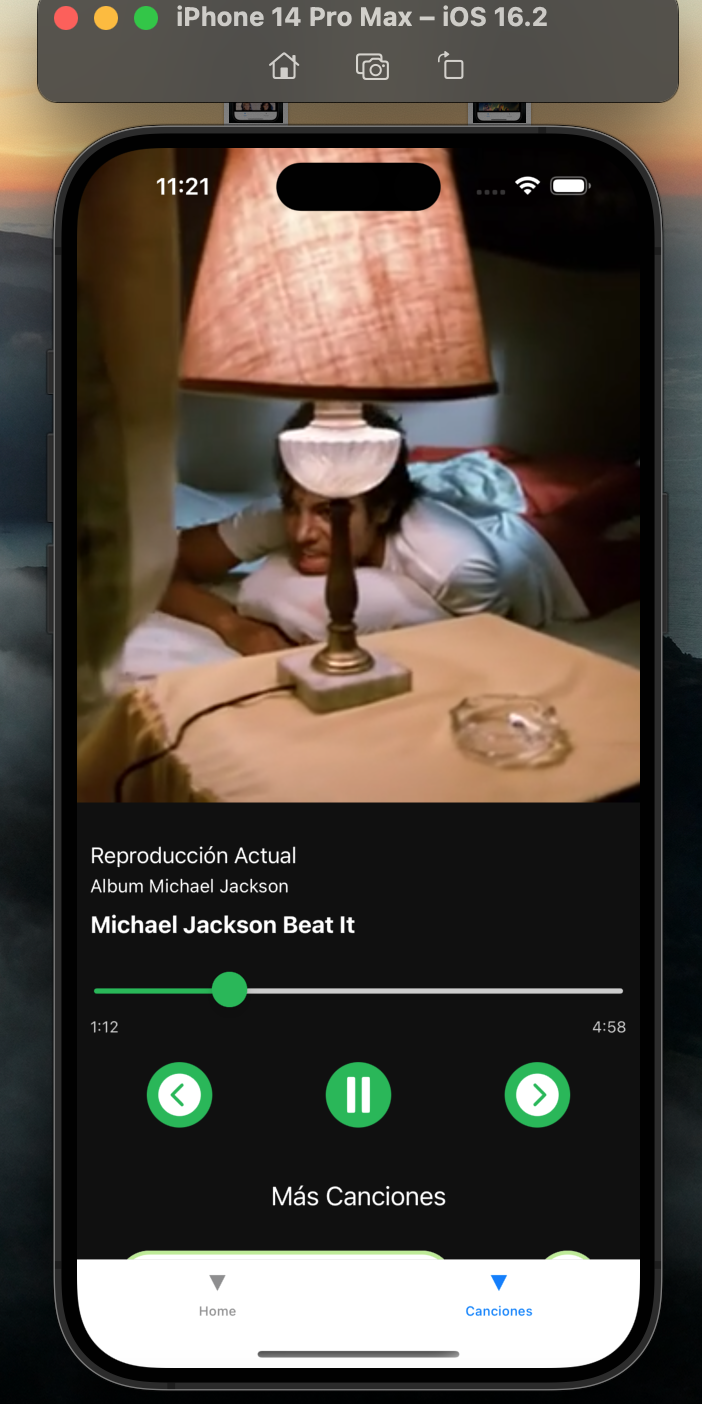 iPhone 14 Pro Max – iOS 16.2
11:21
Reproducción Actual
Album Michael Jackson
Michael Jackson Beat It
1:12
4:58
Más Canciones
Home
Canciones